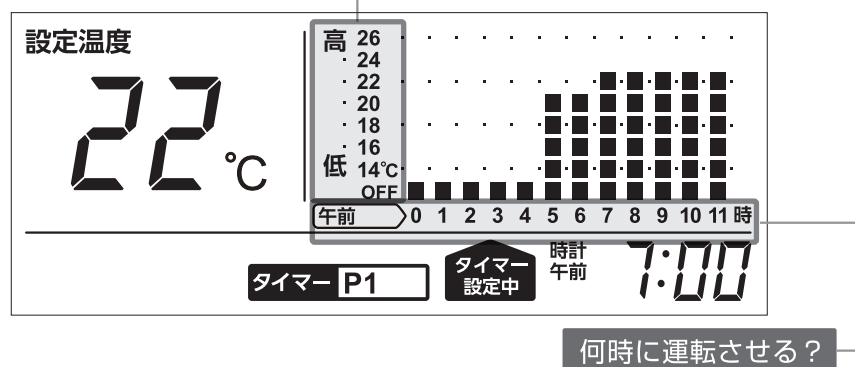 設定温度
22℃
高 26
・ 24
・ 22
・ 20
・ 18
・ 16
低 14℃
OFF
午前 0 1 2 3 4 5 6 7 8 9 10 11 時
タイマー P1
タイマー
設定中
時計
午前
7:00
何時に運転させる？